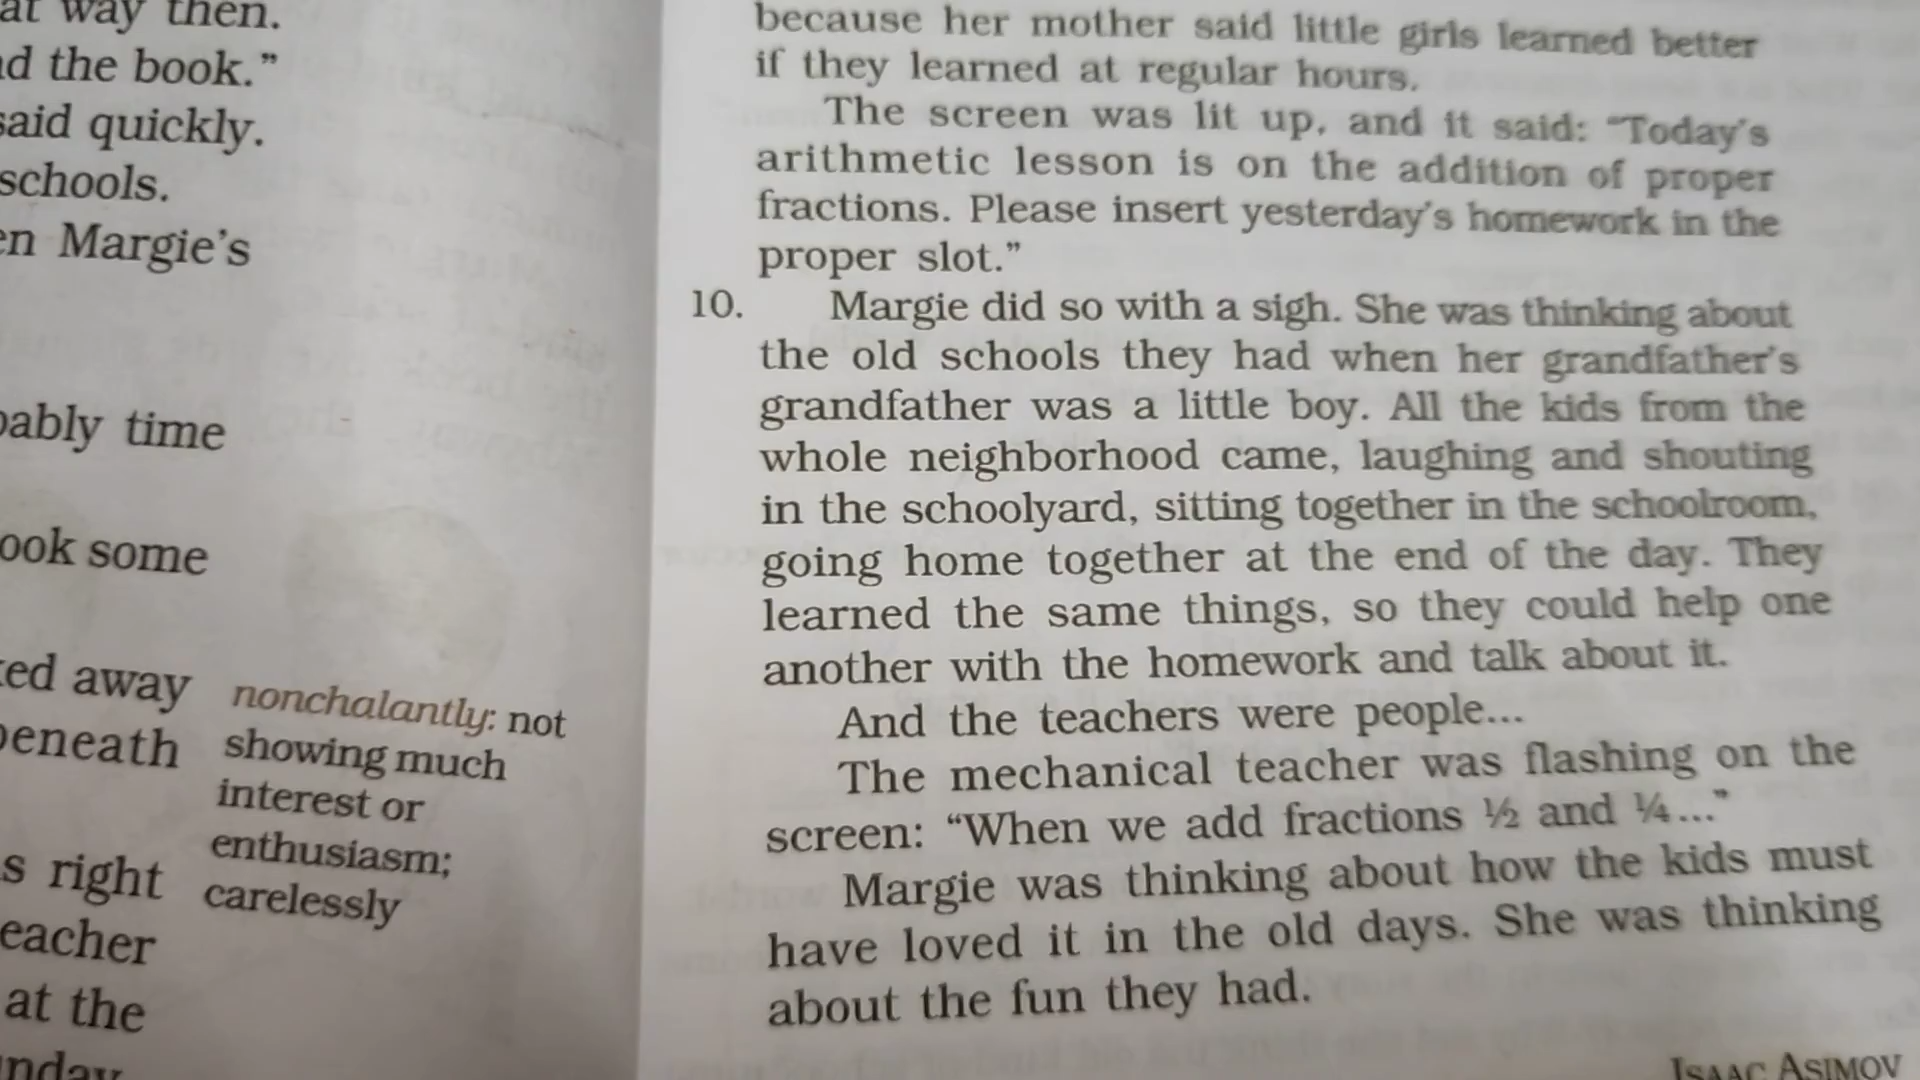 at way then.
d the book.”
said quickly.
schools.
en Margie’s
bably time
ook some
ked away
beneath
s right
eacher
at the
nday
nonchalantly: not
showing much
interest or
enthusiasm;
carelessly
because her mother said little girls learned better
if they learned at regular hours.
The screen was lit up, and it said: “Today’s
arithmetic lesson is on the addition of proper
fractions. Please insert yesterday’s homework in the
proper slot.”
10. Margie did so with a sigh. She was thinking about
the old schools they had when her grandfather’s
grandfather was a little boy. All the kids from the
whole neighborhood came, laughing and shouting
in the schoolyard, sitting together in the schoolroom,
going home together at the end of the day. They
learned the same things, so they could help one
another with the homework and talk about it.
And the teachers were people...
The mechanical teacher was flashing on the
screen: “When we add fractions ½ and ¼...”
Margie was thinking about how the kids must
have loved it in the old days. She was thinking
about the fun they had.
ISAAC ASIMOV